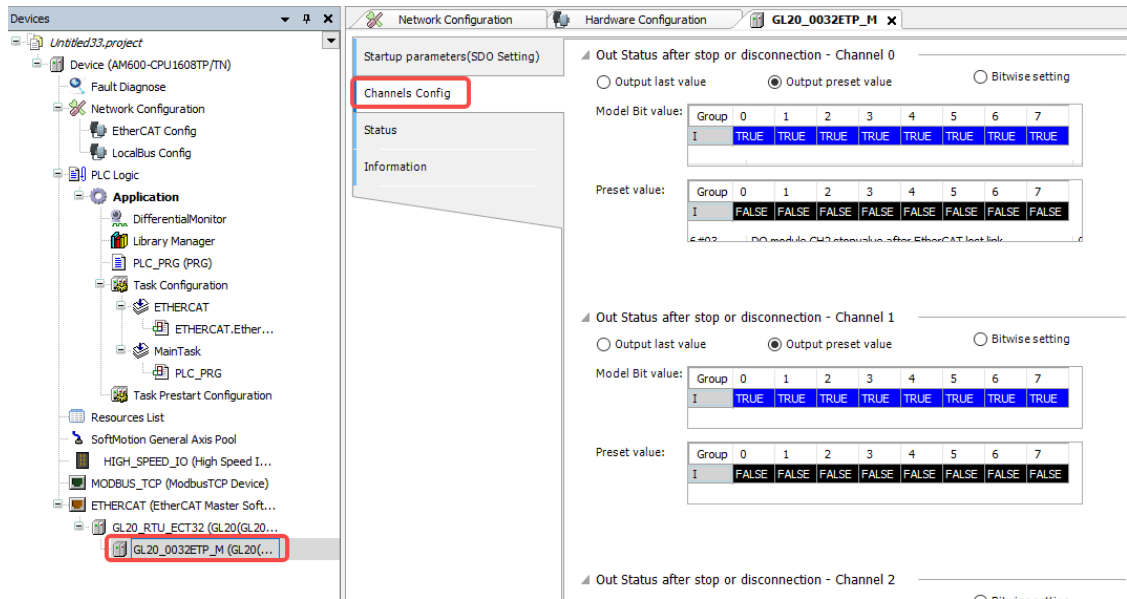 Devices
Untitled33.project
Device (AM600-CPU1608TP/TN)
Fault Diagnose
Network Configuration
EtherCAT Config
LocalBus Config
PLC Logic
Application
DifferentialMonitor
Library Manager
PLC_PRG (PRG)
Task Configuration
ETHERCAT
ETHERCAT.Ether...
MainTask
PLC_PRG
Task Prestart Configuration
Resources List
SoftMotion General Axis Pool
HIGH_SPEED_IO (High Speed I...
MODBUS_TCP (ModbusTCP Device)
ETHERCAT (EtherCAT Master Soft...
GL20_RTU_ECT32 (GL20(GL20...
GL20_0032ETP_M (GL20(...
Network Configuration Hardware Configuration GL20_0032ETP_M
Startup parameters(SDO Setting)
Channels Config
Status
Information
Out Status after stop or disconnection - Channel 0
Output last value Output preset value Bitwise setting
Model Bit value: Group 0 1 2 3 4 5 6 7
I TRUE TRUE TRUE TRUE TRUE TRUE TRUE TRUE
Preset value: Group 0 1 2 3 4 5 6 7
I FALSE FALSE FALSE FALSE FALSE FALSE FALSE FALSE
DO module CH2 stopvalue after EtherCAT lost link
Out Status after stop or disconnection - Channel 1
Output last value Output preset value Bitwise setting
Model Bit value: Group 0 1 2 3 4 5 6 7
I TRUE TRUE TRUE TRUE TRUE TRUE TRUE TRUE
Preset value: Group 0 1 2 3 4 5 6 7
I FALSE FALSE FALSE FALSE FALSE FALSE FALSE FALSE
Out Status after stop or disconnection - Channel 2